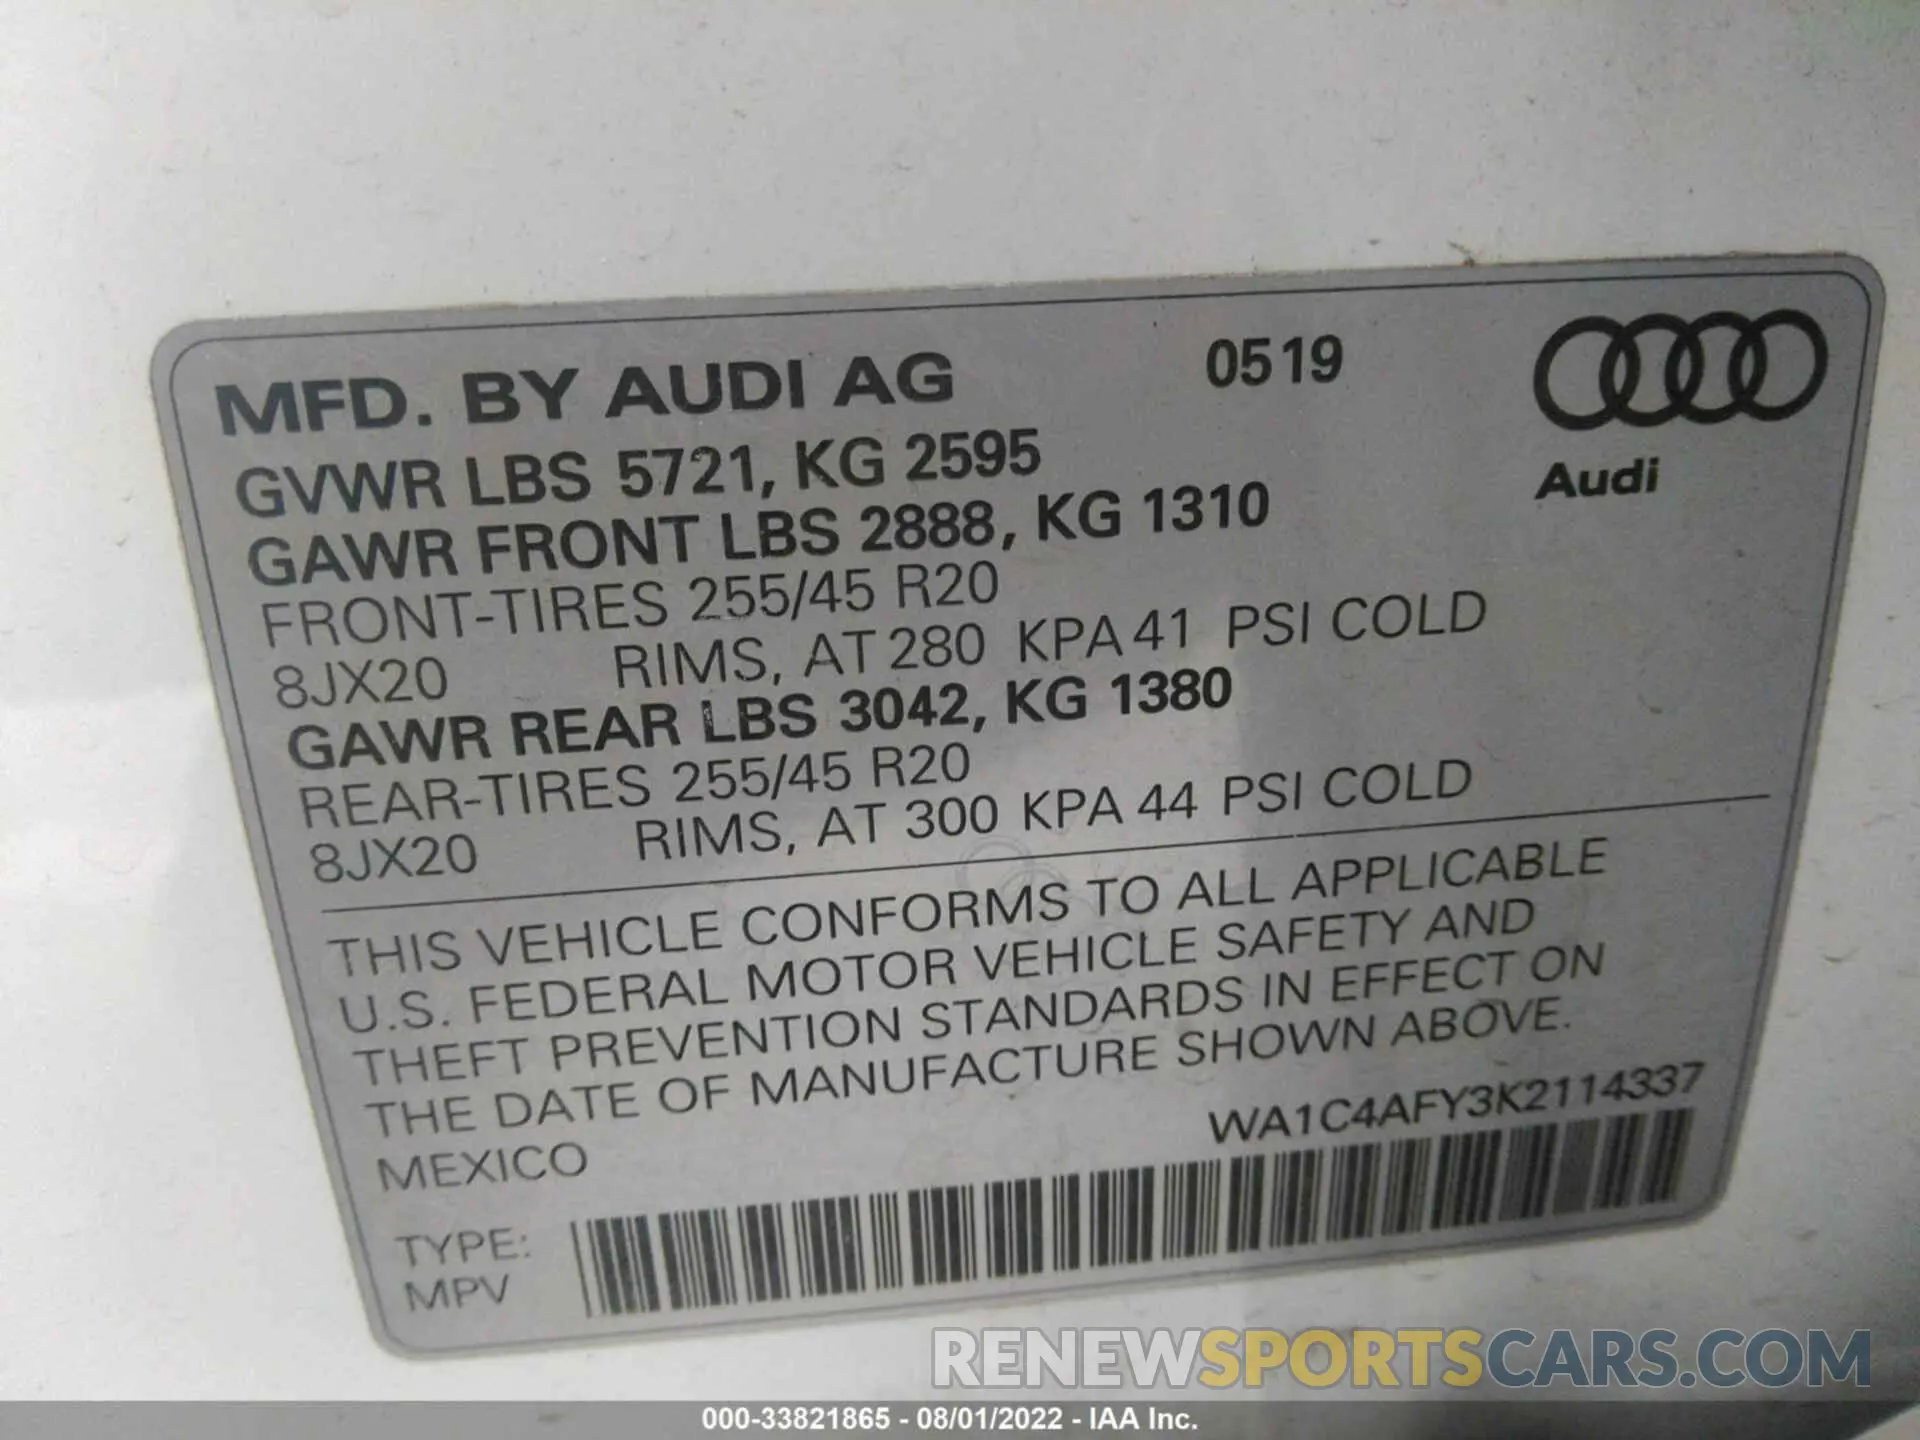 MFD. BY AUDI AG 0519
Audi
GVWR LBS 5721, KG 2595
GAWR FRONT LBS 2888, KG 1310
FRONT-TIRES 255/45 R20
8JX20 RIMS, AT 280 KPA 41 PSI COLD
GAWR REAR LBS 3042, KG 1380
REAR-TIRES 255/45 R20
8JX20 RIMS, AT 300 KPA 44 PSI COLD
THIS VEHICLE CONFORMS TO ALL APPLICABLE
U.S. FEDERAL MOTOR VEHICLE SAFETY AND
THEFT PREVENTION STANDARDS IN EFFECT ON
THE DATE OF MANUFACTURE SHOWN ABOVE.
MEXICO WA1C4AFY3K2114337
TYPE:
MPV
RENEWSPORTSCARS.COM
000-33821865 - 08/01/2022 - IAA Inc.